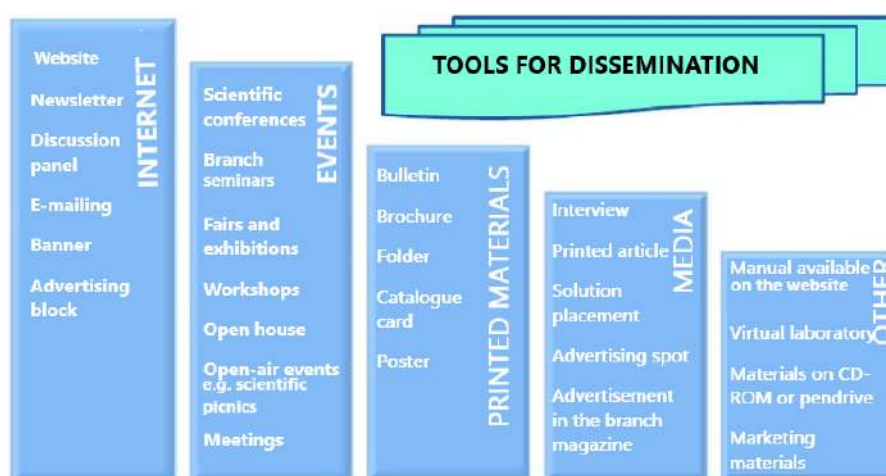 TOOLS FOR DISSEMINATION
INTERNET
Website
Newsletter
Discussion
panel
E-mailing
Banner
Advertising
block
EVENTS
Scientific
conferences
Branch
seminars
Fairs and
exhibitions
Workshops
Open house
Open-air events
e.g. scientific
picnics
Meetings
PRINTED MATERIALS
Bulletin
Brochure
Folder
Catalogue
card
Poster
MEDIA
Interview
Printed article
Solution
placement
Advertising spot
Advertisement
in the branch
magazine
OTHER
Manual available
on the website
Virtual laboratory
Materials on CD-
ROM or pendrive
Marketing
materials